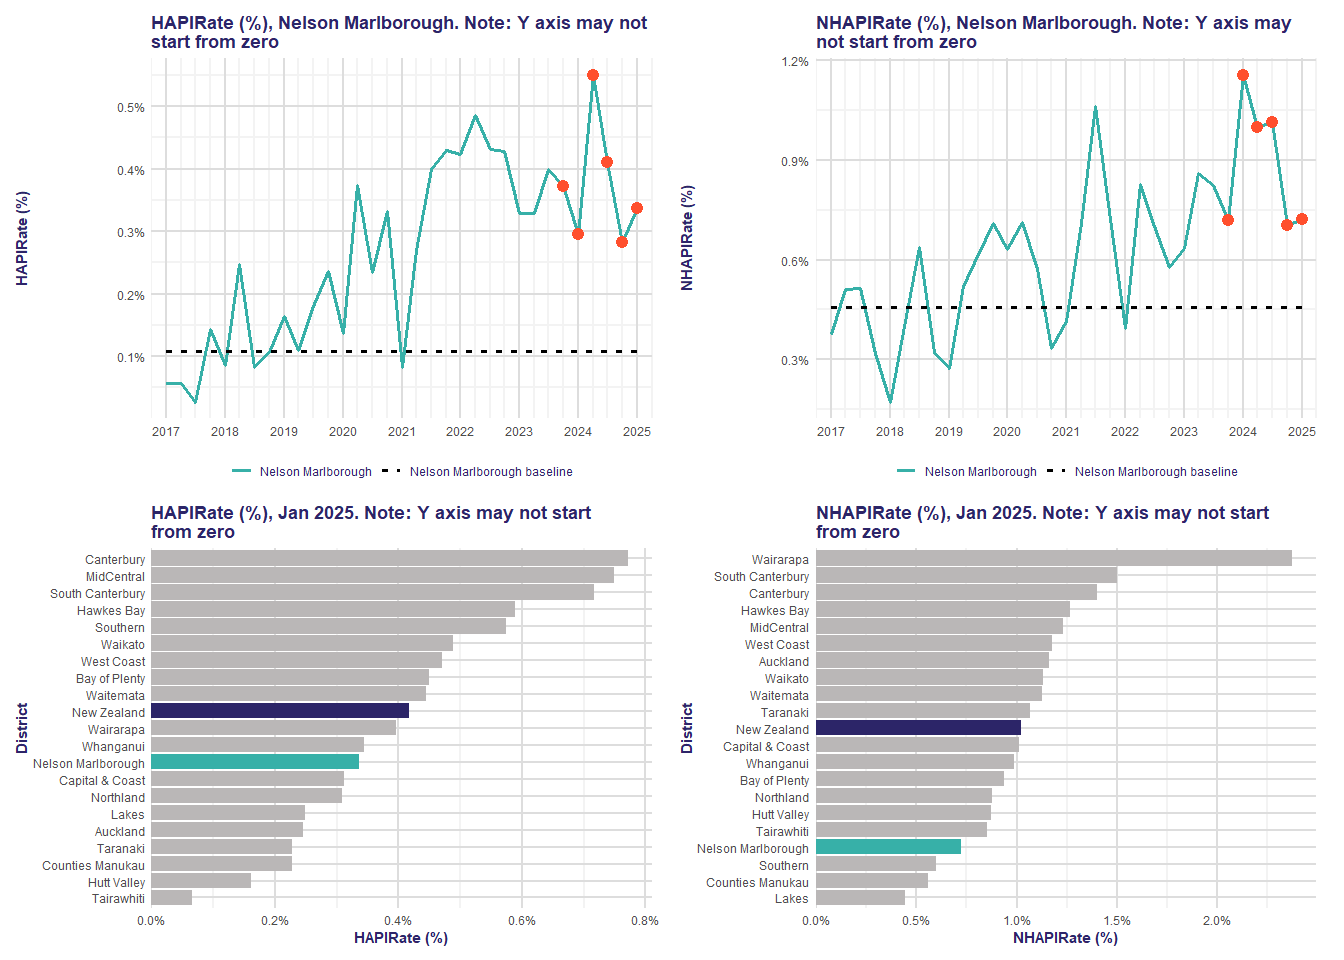 HAPIRate (%), Nelson Marlborough. Note: Y axis may not
start from zero
HAPIRate (%)
0.5%
0.4%
0.3%
0.2%
0.1%
2017 2018 2019 2020 2021 2022 2023 2024 2025
Nelson Marlborough Nelson Marlborough baseline
NHAPIRate (%), Nelson Marlborough. Note: Y axis may
not start from zero
NHAPIRate (%)
1.2%
0.9%
0.6%
0.3%
2017 2018 2019 2020 2021 2022 2023 2024 2025
Nelson Marlborough Nelson Marlborough baseline
HAPIRate (%), Jan 2025. Note: Y axis may not start
from zero
District
Canterbury
MidCentral
South Canterbury
Hawkes Bay
Southern
Waikato
West Coast
Bay of Plenty
Waitemata
New Zealand
Wairarapa
Whanganui
Nelson Marlborough
Capital & Coast
Northland
Lakes
Auckland
Taranaki
Counties Manukau
Hutt Valley
Tairawhiti
0.0% 0.2% 0.4% 0.6% 0.8%
HAPIRate (%)
NHAPIRate (%), Jan 2025. Note: Y axis may not start
from zero
District
Wairarapa
South Canterbury
Canterbury
Hawkes Bay
MidCentral
West Coast
Auckland
Waikato
Waitemata
Taranaki
New Zealand
Capital & Coast
Whanganui
Bay of Plenty
Northland
Hutt Valley
Tairawhiti
Nelson Marlborough
Southern
Counties Manukau
Lakes
0.0% 0.5% 1.0% 1.5% 2.0%
NHAPIRate (%)